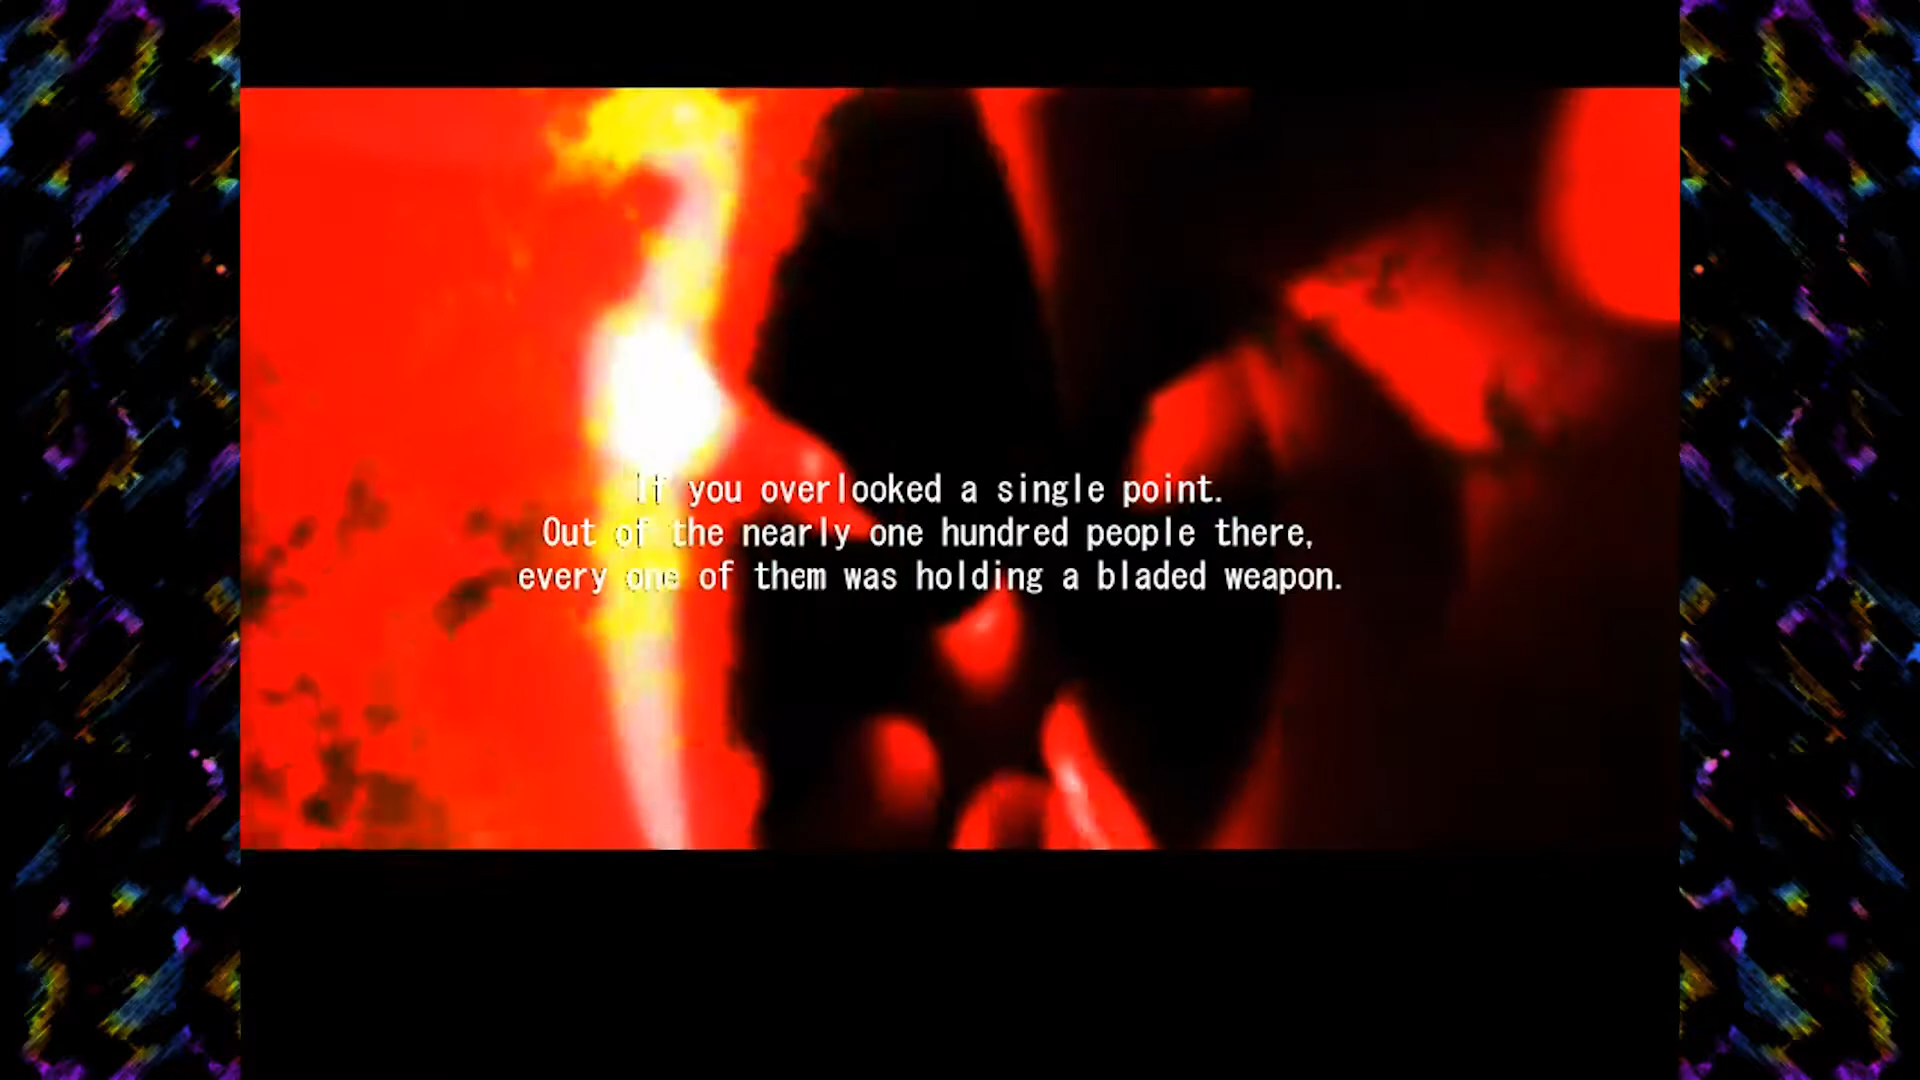 If you overlooked a single point.
Out of the nearly one hundred people there,
every one of them was holding a bladed weapon.